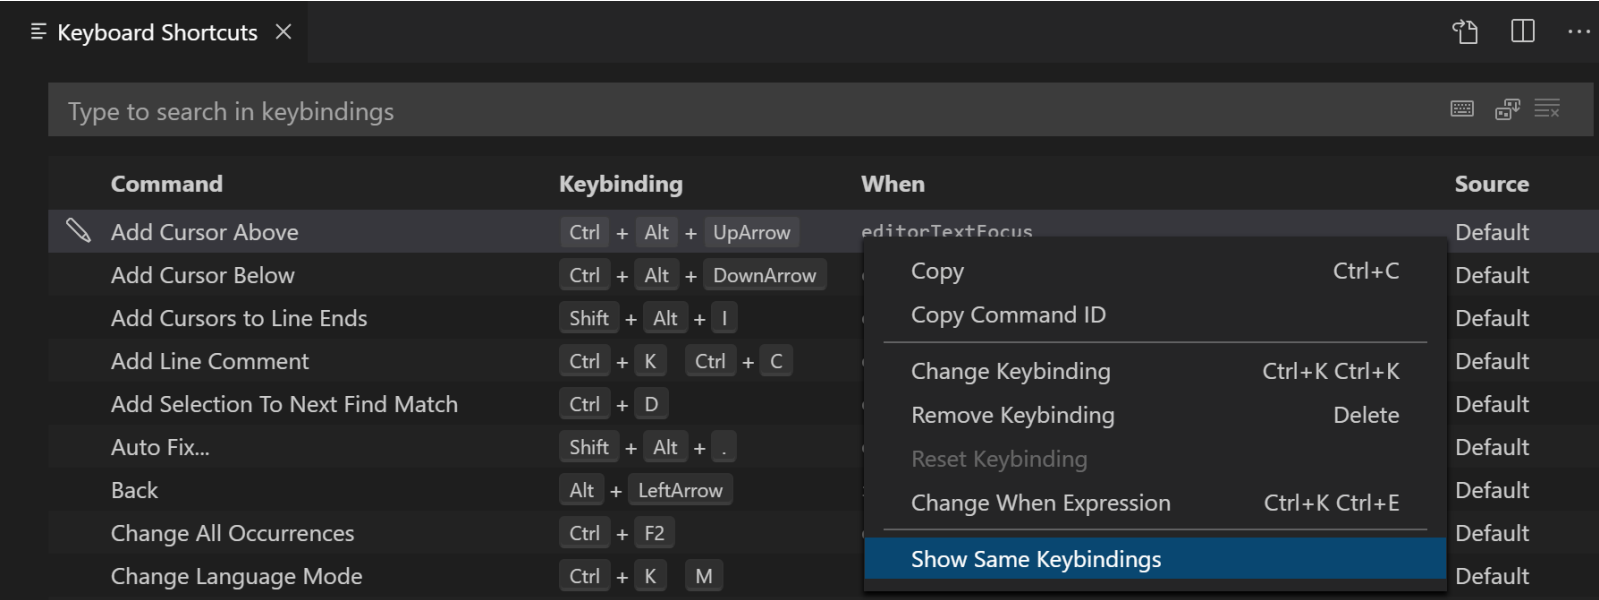 Keyboard Shortcuts
Type to search in keybindings
Command Keybinding When Source
Add Cursor Above Ctrl + Alt + UpArrow editorTextFocus Default
Add Cursor Below Ctrl + Alt + DownArrow Default
Add Cursors to Line Ends Shift + Alt + I Default
Add Line Comment Ctrl + K Ctrl + C Default
Add Selection To Next Find Match Ctrl + D Default
Auto Fix... Shift + Alt + . Default
Back Alt + LeftArrow Default
Change All Occurrences Ctrl + F2 Default
Change Language Mode Ctrl + K M Default
Copy Ctrl+C
Copy Command ID
Change Keybinding Ctrl+K Ctrl+K
Remove Keybinding Delete
Reset Keybinding
Change When Expression Ctrl+K Ctrl+E
Show Same Keybindings